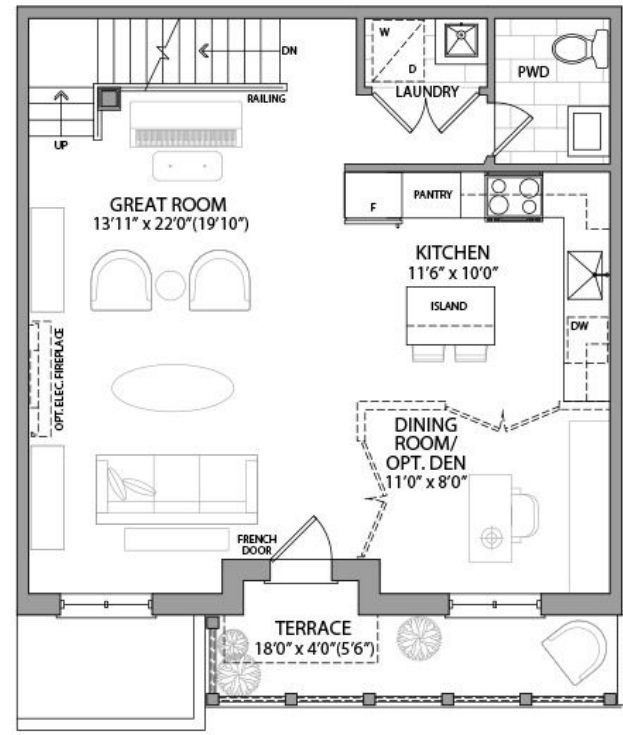 DN
RAILING
UP
W
D
LAUNDRY
PWD
GREAT ROOM
13'11" x 22'0"(19'10")
F
PANTRY
KITCHEN
11'6" x 10'0"
ISLAND
DW
OPT. ELEC. FIREPLACE
DINING
ROOM/
OPT. DEN
11'0" x 8'0"
FRENCH
DOOR
TERRACE
18'0" x 4'0"(5'6")